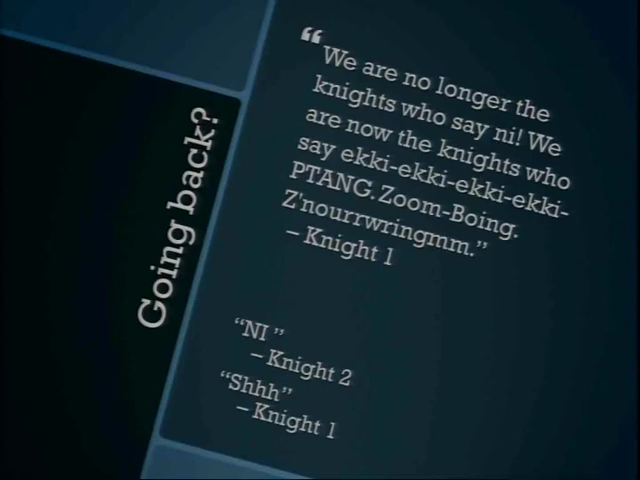 Going back?
“We are no longer the
knights who say ni! We
are now the knights who
say ekki-ekki-ekki-ekki-
PTANG. Zoom-Boing.
Z'nourrwringmm.”
– Knight 1
“NI ”
– Knight 2
“Shhh”
– Knight 1